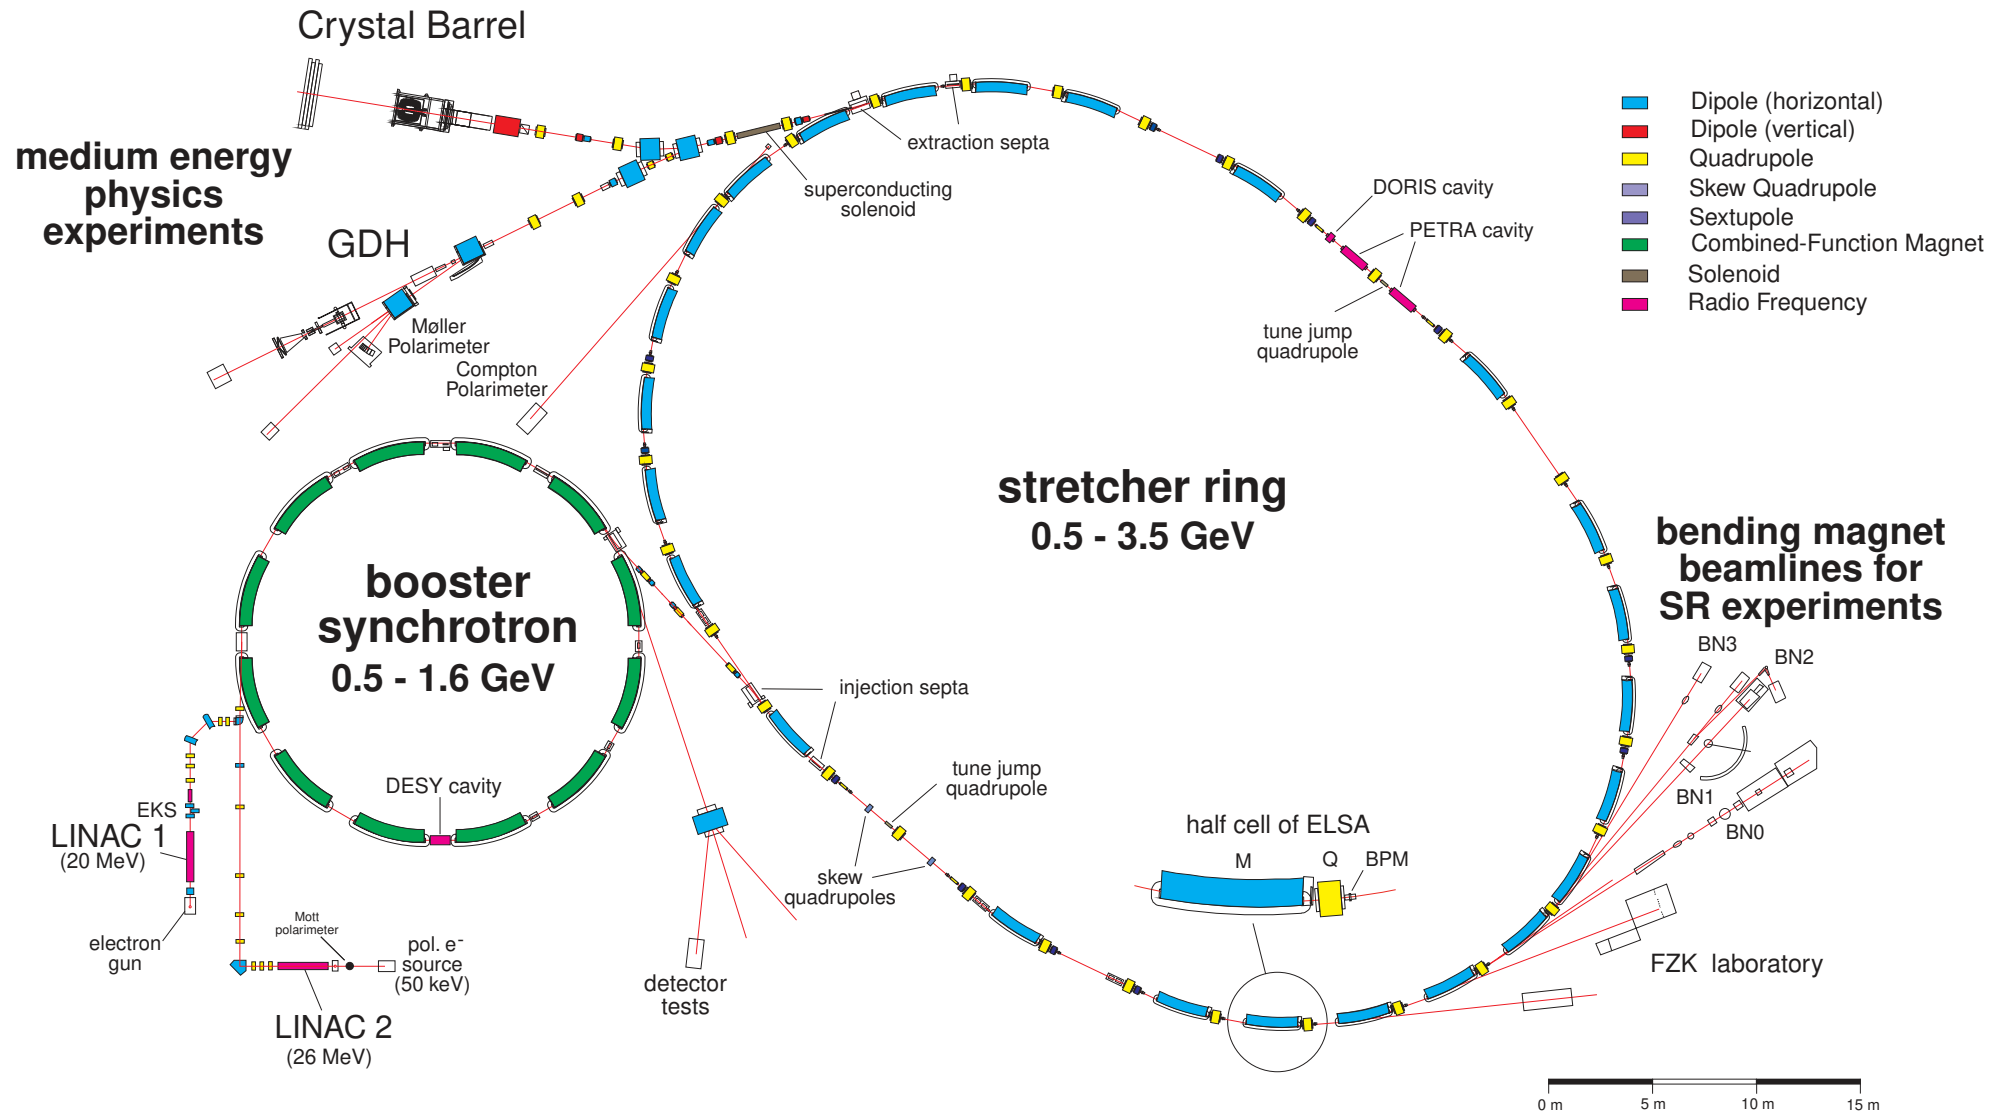 Crystal Barrel
medium energy
physics
experiments
GDH
Møller
Polarimeter
Compton
Polarimeter
extraction septa
superconducting
solenoid
DORIS cavity
PETRA cavity
tune jump
quadrupole
Dipole (horizontal)
Dipole (vertical)
Quadrupole
Skew Quadrupole
Sextupole
Combined-Function Magnet
Solenoid
Radio Frequency
stretcher ring
0.5 - 3.5 GeV
booster
synchrotron
0.5 - 1.6 GeV
DESY cavity
injection septa
tune jump
quadrupole
skew
quadrupoles
detector
tests
EKS
LINAC 1
(20 MeV)
electron
gun
Mott
polarimeter
pol. e-
source
(50 keV)
LINAC 2
(26 MeV)
half cell of ELSA
M
Q
BPM
bending magnet
beamlines for
SR experiments
BN3
BN2
BN1
BN0
FZK laboratory
0 m
5 m
10 m
15 m